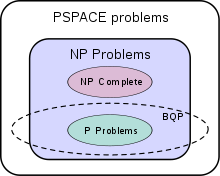 PSPACE problems
NP Problems
NP Complete
BQP
P Problems